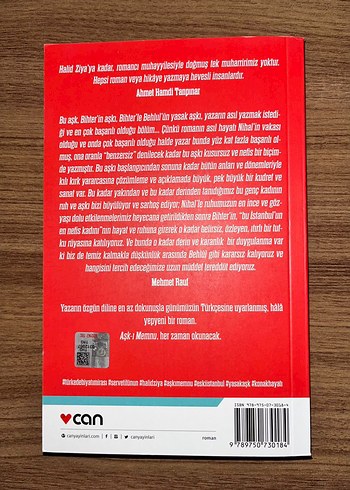 Halid Ziya'ya kadar, romancı muhayyilesiyle doğmuş tek muharririmiz yoktur.
Hepsi roman veya hikâye yazmaya hevesli insanlardır.
Ahmet Hamdi Tanpınar
Bu aşk, Bihter'in aşkı, Bihter'le Behlul'ün yasak aşkı, yazarın asıl yazmak istedi-
ği ve en çok başarılı olduğu bölüm... Çünkü romanın asıl hayatı Nihal'in vakası
olduğu ve onda çok başarılı olduğu halde yazar bunda yüz kat fazla başarılı ol-
muş, ona oranla "benzersiz" denilecek kadar bu aşkı kusursuz ve nefis bir biçim-
de yazmıştır. Bu aşkı başlangıcından sonuna kadar bütün anları ve dönemleriyle
kılı kırk yararcasına çözümleme ve açıklamada büyük, pek büyük bir kudret ve
sanat var. Bu kadar yakından ve bu kadar derinden tanıdığımız bu genç kadının
ruh ve aşkı bizi büyülüyor ve sarhoş ediyor; Nihal'le ruhumuzun en ince ve göz-
yaşı dolu etkilenmelerimiz heyecana getirildikten sonra Bihter'in, "bu İstanbul'un
en nefis kadını"nın hayat ve ruhuna girerek o kadar belirsiz, özleyen, ıtırlı bir tut-
ku rüyasına katılıyoruz. Ve bunda o kadar derin ve karanlık bir duygulanma var
ki biz de temiz kalmakla düşkünlük arasında Behlûl gibi kararsız kalıyoruz ve
hangisini tercih edeceğimize uzun müddet tereddüt ediyoruz.
Mehmet Rauf
Yazarın özgün diline en az dokunuşla günümüzün Türkçesine uyarlanmış, hâlâ
yepyeni bir roman.
Aşk-ı Memnu, her zaman okunacak.
#türkedebiyatımirası #servetifünun #halidziya #aşkımemnu #eskiistanbul #yasakaşk #konakhayatı
can
canyayinlari.com
canyayinlari
roman
ISBN 978-975-07-3018-4
9 789750 730184